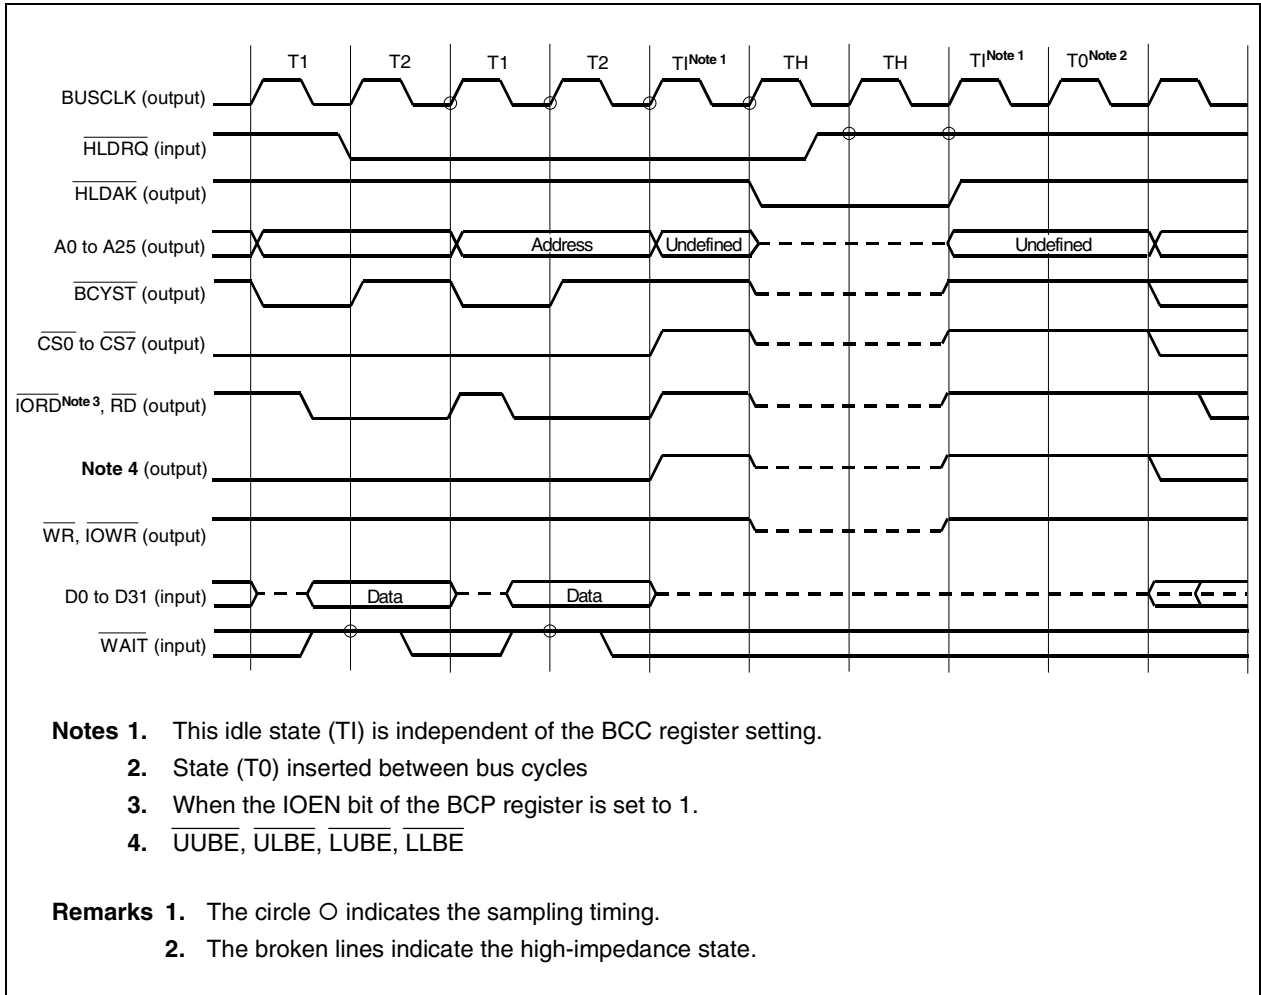 T1 T2 T1 T2 TI Note 1 TH TH TI Note 1 T0 Note 2
BUSCLK (output)
HLDRQ (input)
HLDAK (output)
A0 to A25 (output) Address Undefined Undefined
BCYST (output)
CS0 to CS7 (output)
IORD Note 3, RD (output)
Note 4 (output)
WR, IOWR (output)
D0 to D31 (input) Data Data
WAIT (input)
Notes 1. This idle state (TI) is independent of the BCC register setting.
2. State (T0) inserted between bus cycles
3. When the IOEN bit of the BCP register is set to 1.
4. UUBE, ULBE, LUBE, LLBE
Remarks 1. The circle O indicates the sampling timing.
2. The broken lines indicate the high-impedance state.